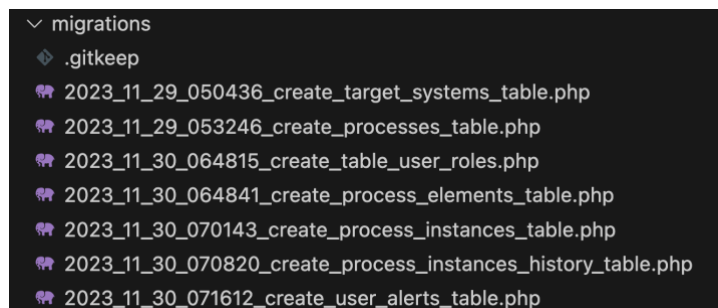 migrations
.gitkeep
2023_11_29_050436_create_target_systems_table.php
2023_11_29_053246_create_processes_table.php
2023_11_30_064815_create_table_user_roles.php
2023_11_30_064841_create_process_elements_table.php
2023_11_30_070143_create_process_instances_table.php
2023_11_30_070820_create_process_instances_history_table.php
2023_11_30_071612_create_user_alerts_table.php